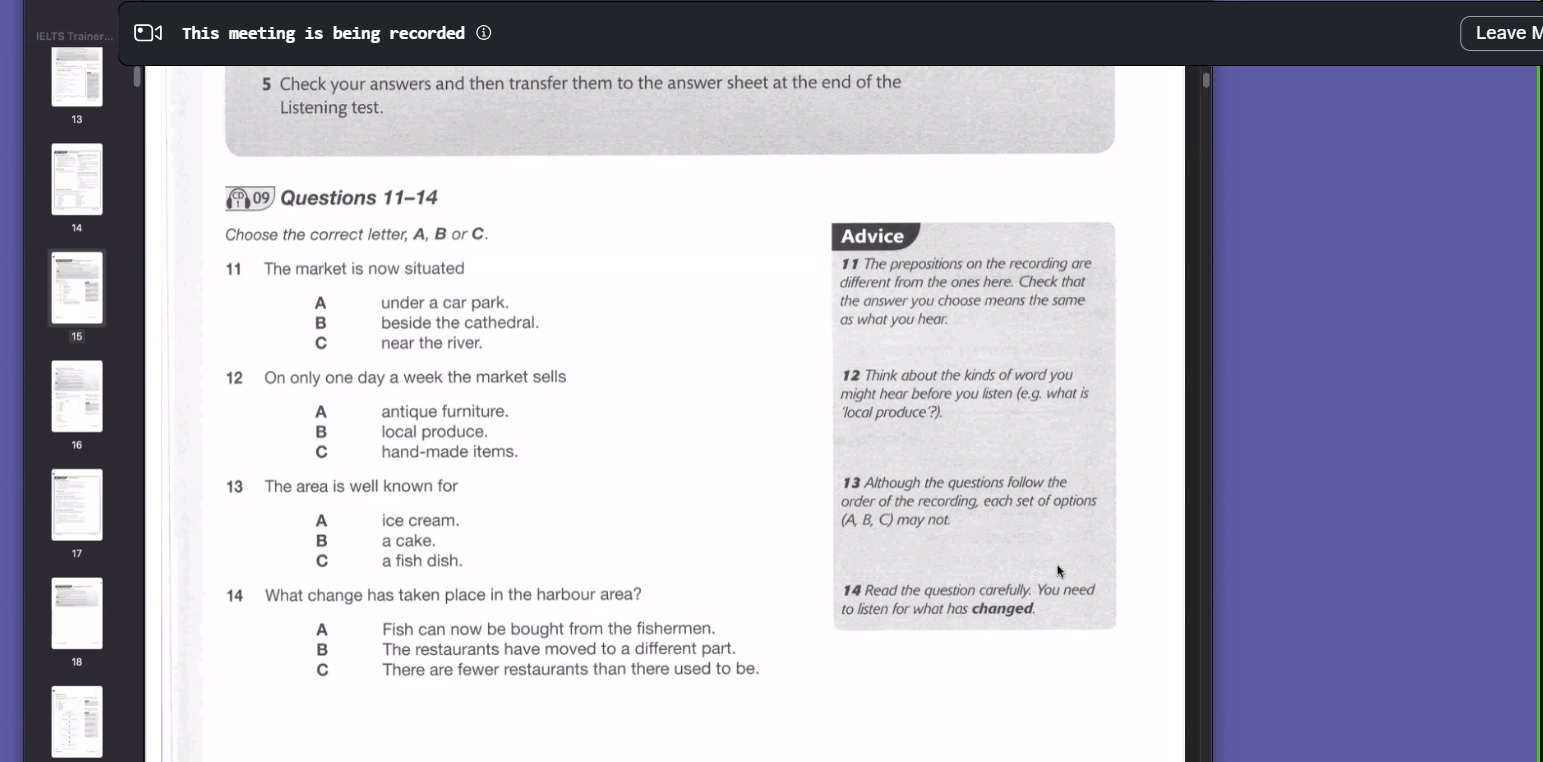 This meeting is being recorded
Leave M
IELTS Trainer...
13
14
15
16
17
18
5 Check your answers and then transfer them to the answer sheet at the end of the
Listening test.
CD 1 09 Questions 11–14
Choose the correct letter, A, B or C.
11 The market is now situated
A under a car park.
B beside the cathedral.
C near the river.
12 On only one day a week the market sells
A antique furniture.
B local produce.
C hand-made items.
13 The area is well known for
A ice cream.
B a cake.
C a fish dish.
14 What change has taken place in the harbour area?
A Fish can now be bought from the fishermen.
B The restaurants have moved to a different part.
C There are fewer restaurants than there used to be.
Advice
11 The prepositions on the recording are
different from the ones here. Check that
the answer you choose means the same
as what you hear.
12 Think about the kinds of word you
might hear before you listen (e.g. what is
'local produce'?).
13 Although the questions follow the
order of the recording, each set of options
(A, B, C) may not.
14 Read the question carefully. You need
to listen for what has changed.